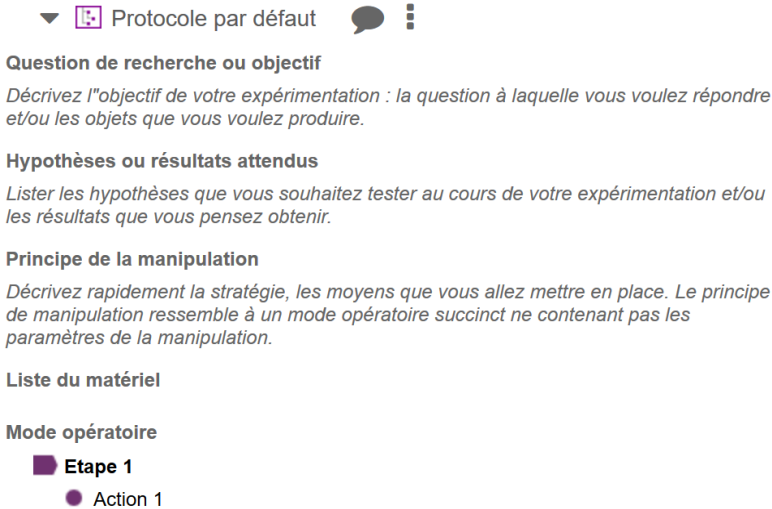 Protocole par défaut
Question de recherche ou objectif
Décrivez l"objectif de votre expérimentation : la question à laquelle vous voulez répondre
et/ou les objets que vous voulez produire.
Hypothèses ou résultats attendus
Lister les hypothèses que vous souhaitez tester au cours de votre expérimentation et/ou
les résultats que vous pensez obtenir.
Principe de la manipulation
Décrivez rapidement la stratégie, les moyens que vous allez mettre en place. Le principe
de manipulation ressemble à un mode opératoire succinct ne contenant pas les
paramètres de la manipulation.
Liste du matériel
Mode opératoire
Etape 1
Action 1